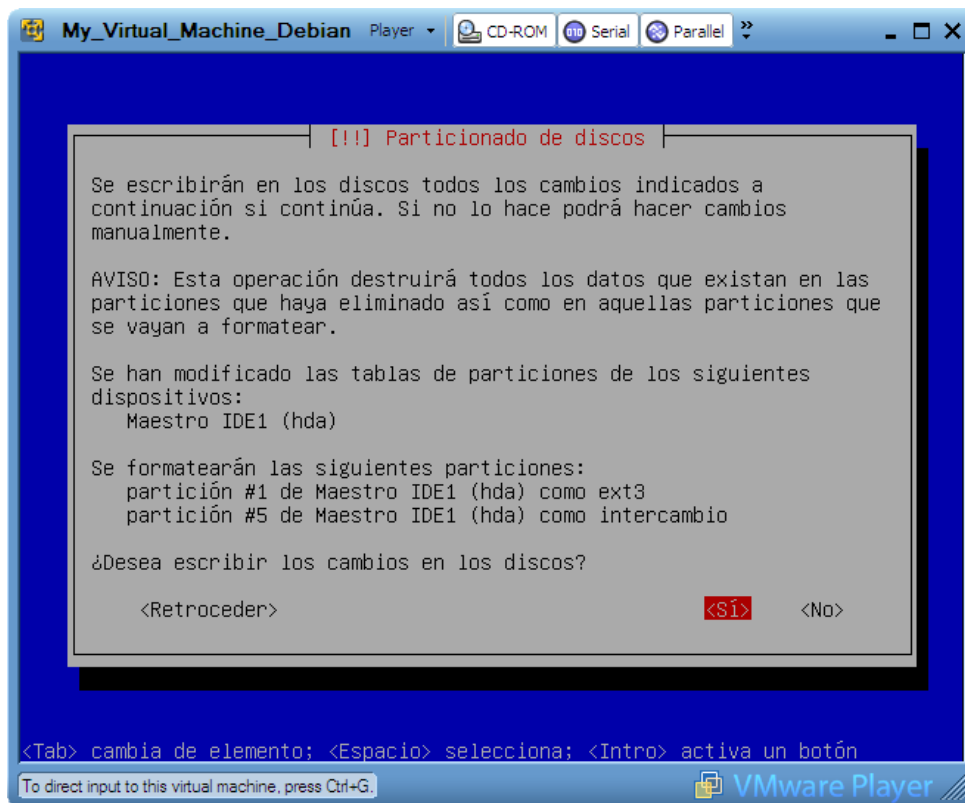 My_Virtual_Machine_Debian Player CD-ROM Serial Parallel
[!!] Particionado de discos
Se escribirán en los discos todos los cambios indicados a
continuación si continúa. Si no lo hace podrá hacer cambios
manualmente.
AVISO: Esta operación destruirá todos los datos que existan en las
particiones que haya eliminado así como en aquellas particiones que
se vayan a formatear.
Se han modificado las tablas de particiones de los siguientes
dispositivos:
Maestro IDE1 (hda)
Se formatearán las siguientes particiones:
partición #1 de Maestro IDE1 (hda) como ext3
partición #5 de Maestro IDE1 (hda) como intercambio
¿Desea escribir los cambios en los discos?
<Retroceder> <Sí> <No>
<Tab> cambia de elemento; <Espacio> selecciona; <Intro> activa un botón
To direct input to this virtual machine, press Ctrl+G. VMware Player